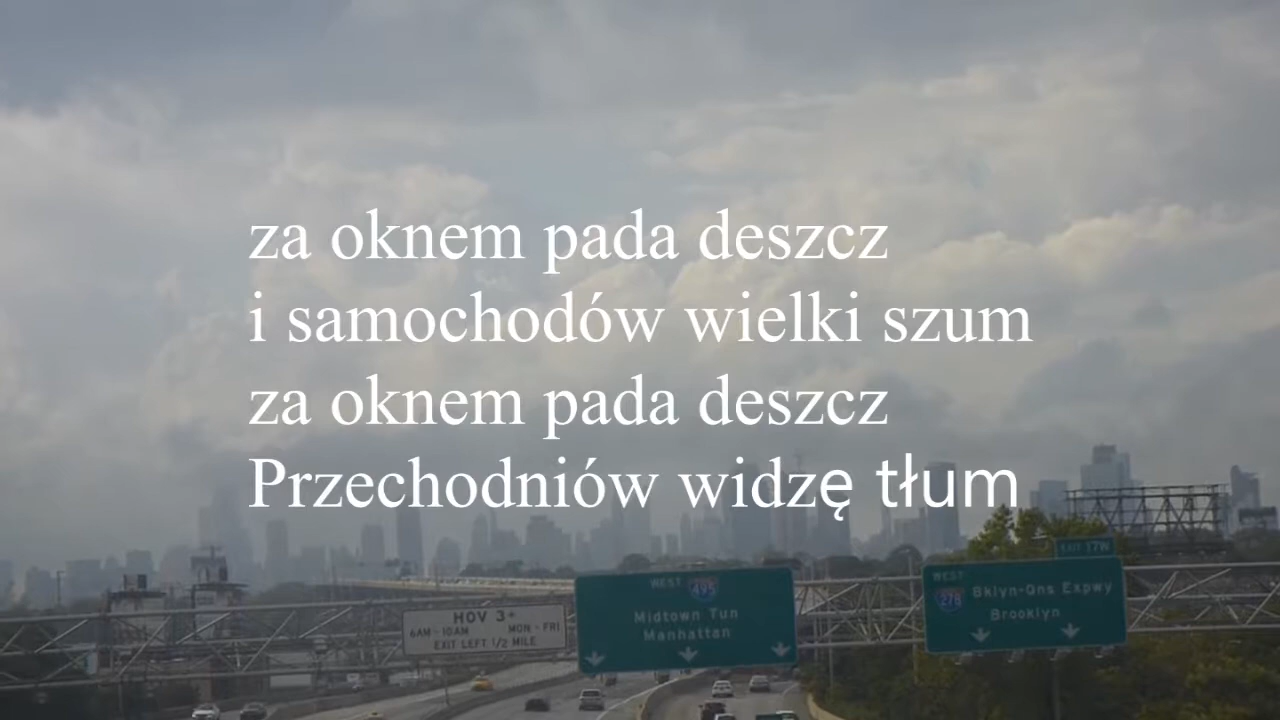 za oknem pada deszcz
i samochodów wielki szum
za oknem pada deszcz
Przechodniów widzę tłum
EXIT 17W
WEST 495
Midtown Tun
Manhattan
WEST
278 Bklyn-Qns Expwy
Brooklyn
HOV 3+
6AM - 10AM MON - FRI
EXIT LEFT 1/2 MILE